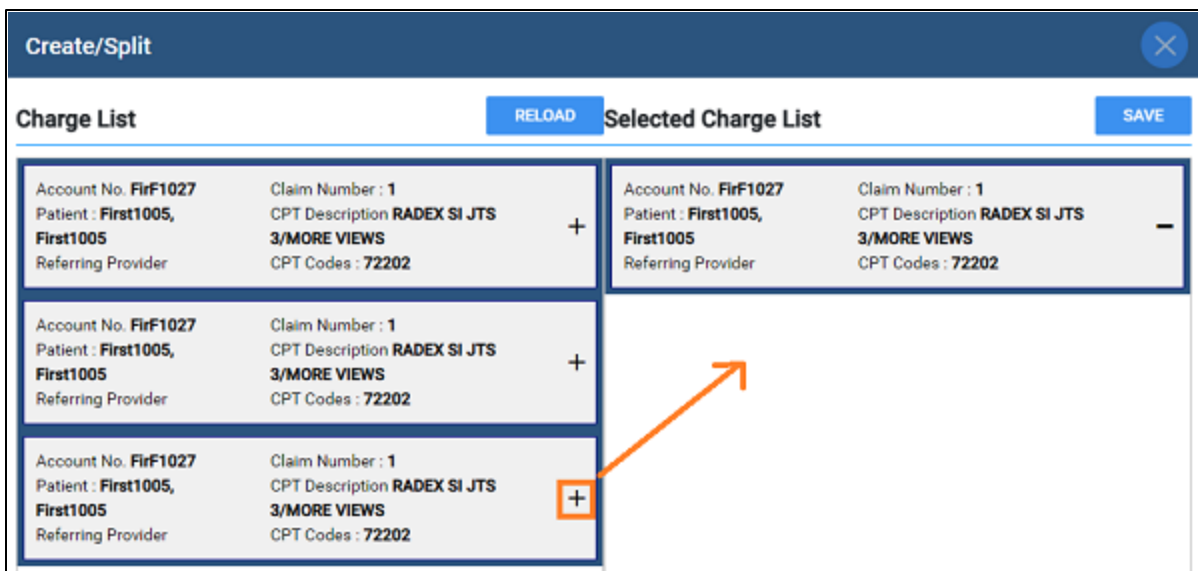 Create/Split
Charge List
RELOAD
Selected Charge List
SAVE
Account No. FirF1027
Patient : First1005,
First1005
Referring Provider
Claim Number : 1
CPT Description RADEX SI JTS
3/MORE VIEWS
CPT Codes : 72202
+
Account No. FirF1027
Patient : First1005,
First1005
Referring Provider
Claim Number : 1
CPT Description RADEX SI JTS
3/MORE VIEWS
CPT Codes : 72202
+
Account No. FirF1027
Patient : First1005,
First1005
Referring Provider
Claim Number : 1
CPT Description RADEX SI JTS
3/MORE VIEWS
CPT Codes : 72202
+
Account No. FirF1027
Patient : First1005,
First1005
Referring Provider
Claim Number : 1
CPT Description RADEX SI JTS
3/MORE VIEWS
CPT Codes : 72202
−